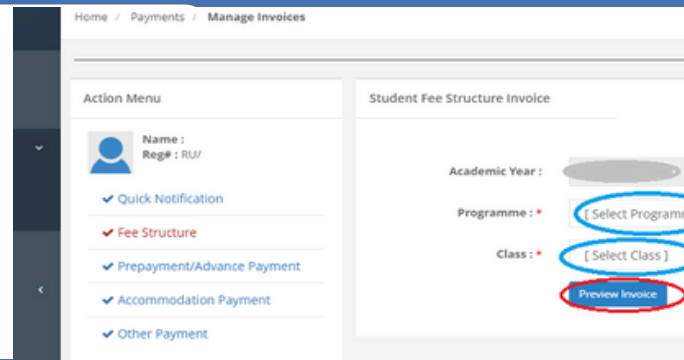 Home / Payments / Manage Invoices
Action Menu
Name :
Reg# : RU/
✔ Quick Notification
✔ Fee Structure
✔ Prepayment/Advance Payment
✔ Accommodation Payment
✔ Other Payment
Student Fee Structure Invoice
Academic Year :
Programme : *
[ Select Programm
Class : *
[ Select Class ]
Preview Invoice